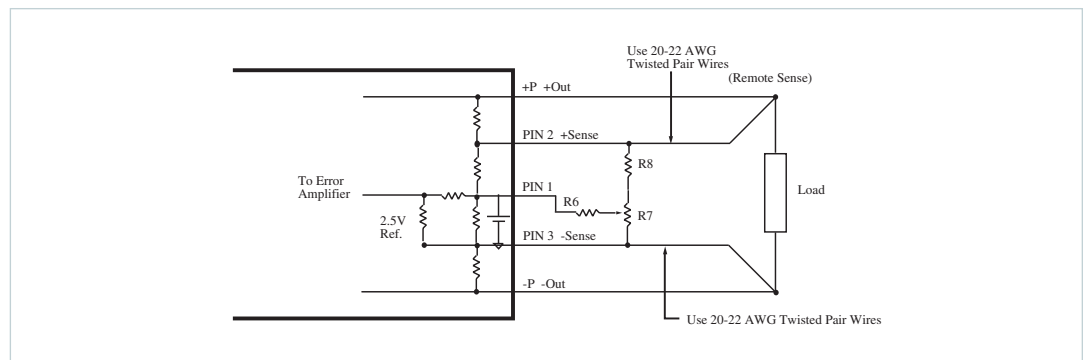 Use 20-22 AWG
Twisted Pair Wires
(Remote Sense)
+P +Out
PIN 2 +Sense
R8
To Error
Amplifier
PIN 1
R6
Load
R7
2.5V
Ref.
PIN 3 -Sense
-P -Out
Use 20-22 AWG Twisted Pair Wires